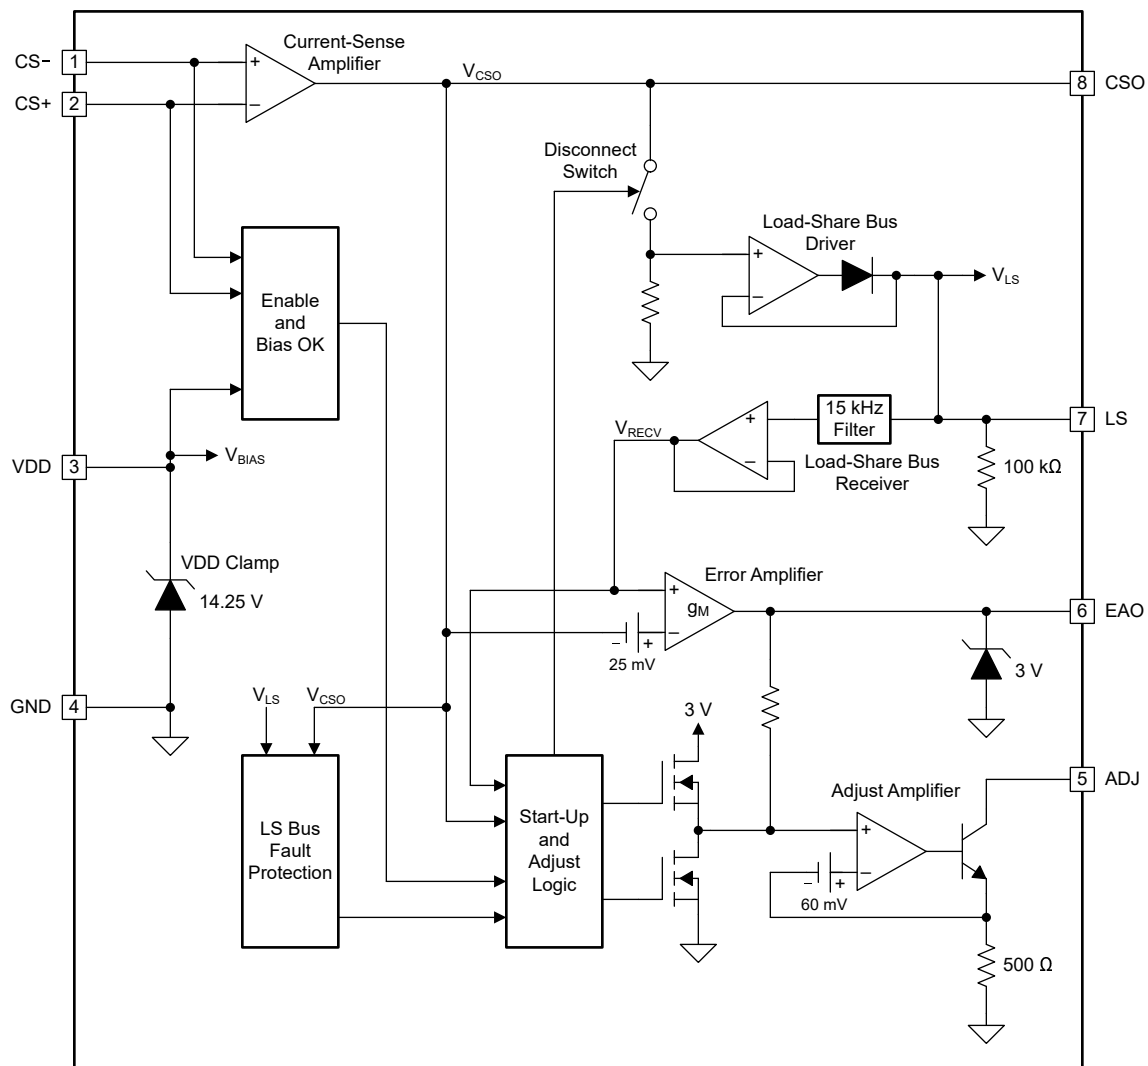 Current-Sense
Amplifier
CS−
1
+
VCSO
8
CSO
CS+
2
−
Disconnect
Switch
Load-Share Bus
Driver
+
−
VLS
Enable
and
Bias OK
15 kHz
Filter
+
−
7
LS
VRECV
VDD
3
VBIAS
Load-Share Bus
Receiver
100 kΩ
VDD Clamp
14.25 V
Error Amplifier
+
gM
−
− +
25 mV
6
EAO
3 V
GND
4
VLS
VCSO
3 V
5
ADJ
Adjust Amplifier
LS Bus
Fault
Protection
Start-Up
and
Adjust
Logic
+
−
− +
60 mV
500 Ω